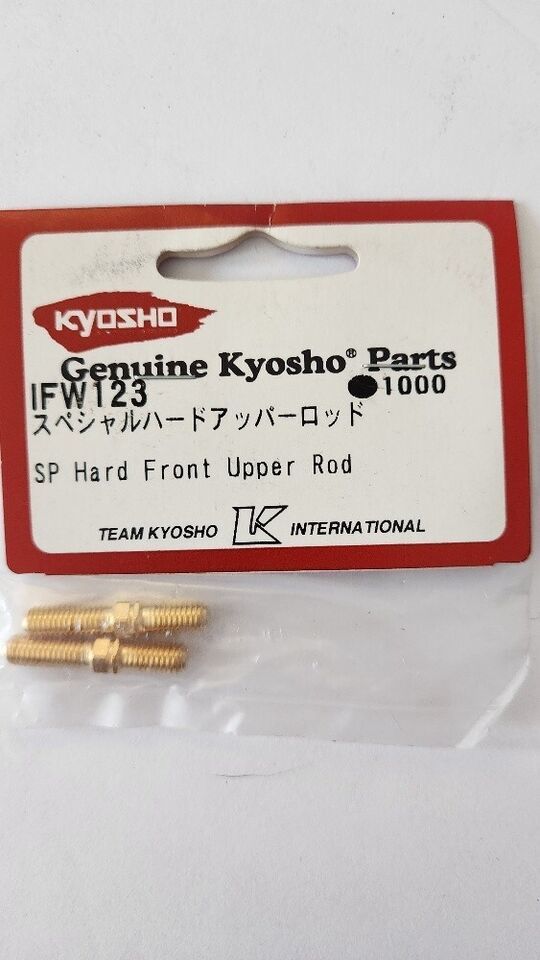 KYOSHO
Genuine Kyosho® Parts
IFW123 ●1000
スペシャルハードアッパーロッド
SP Hard Front Upper Rod
TEAM KYOSHO K INTERNATIONAL